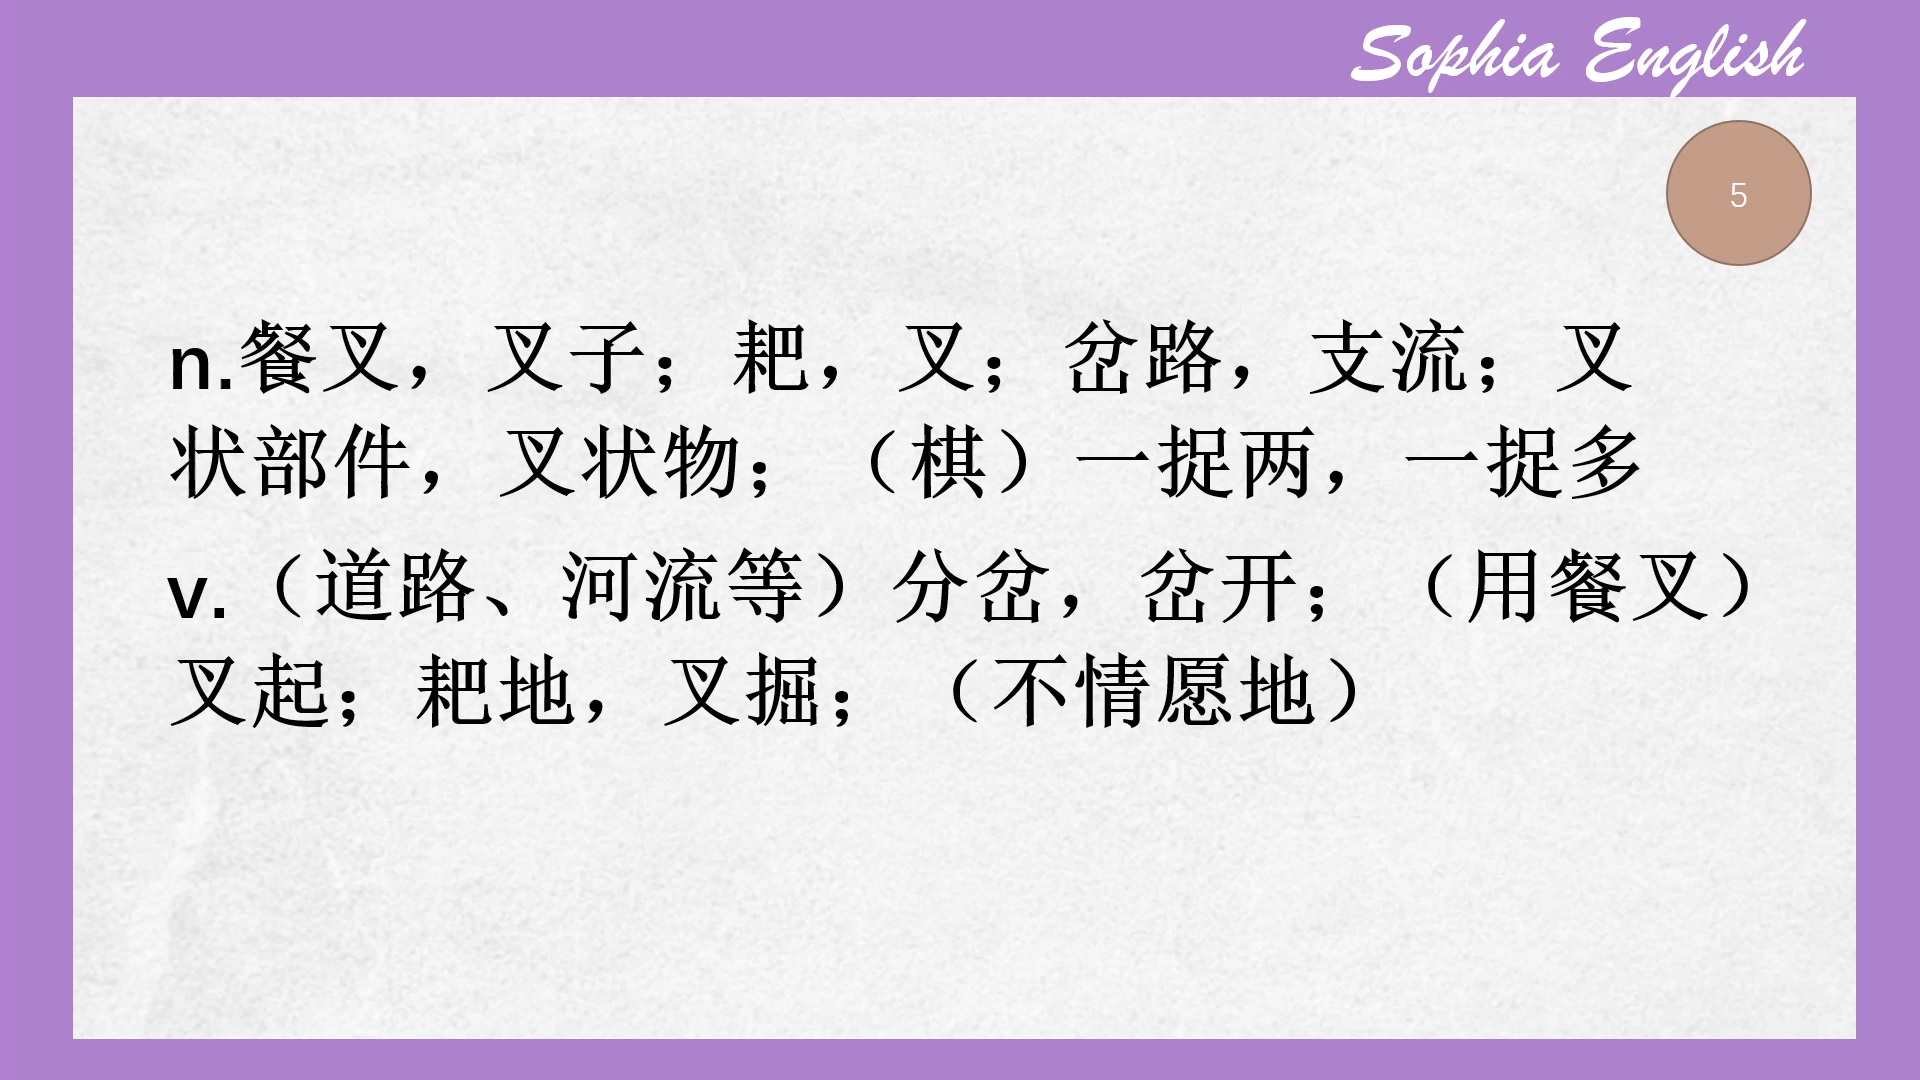 Sophia English
5
n.餐叉，叉子；耙，叉；岔路，支流；叉
状部件，叉状物；（棋）一捉两，一捉多
v.（道路、河流等）分岔，岔开；（用餐叉）
叉起；耙地，叉掘；（不情愿地）